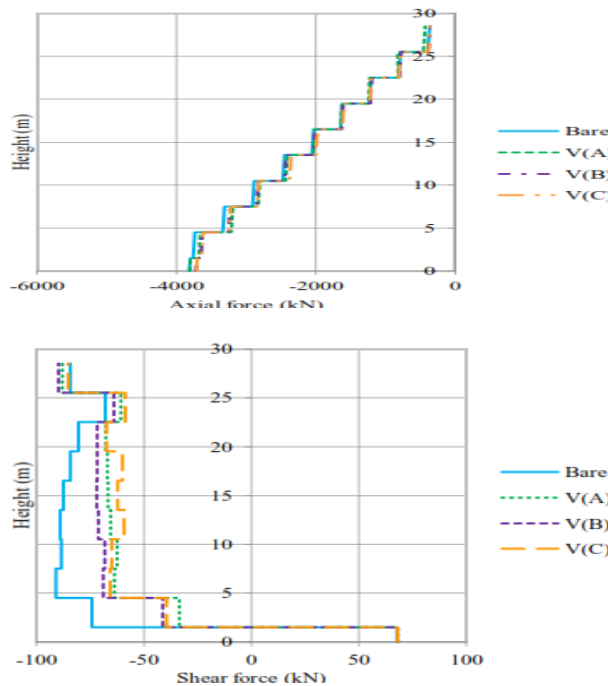 30
25
20
15
10
5
0
Height(m)
-6000
-4000
-2000
0
Axial force (kN)
Bare
V(A)
V(B)
V(C)
30
25
20
15
10
5
0
Height(m)
-100
-50
0
50
100
Shear force (kN)
Bare
V(A)
V(B)
V(C)